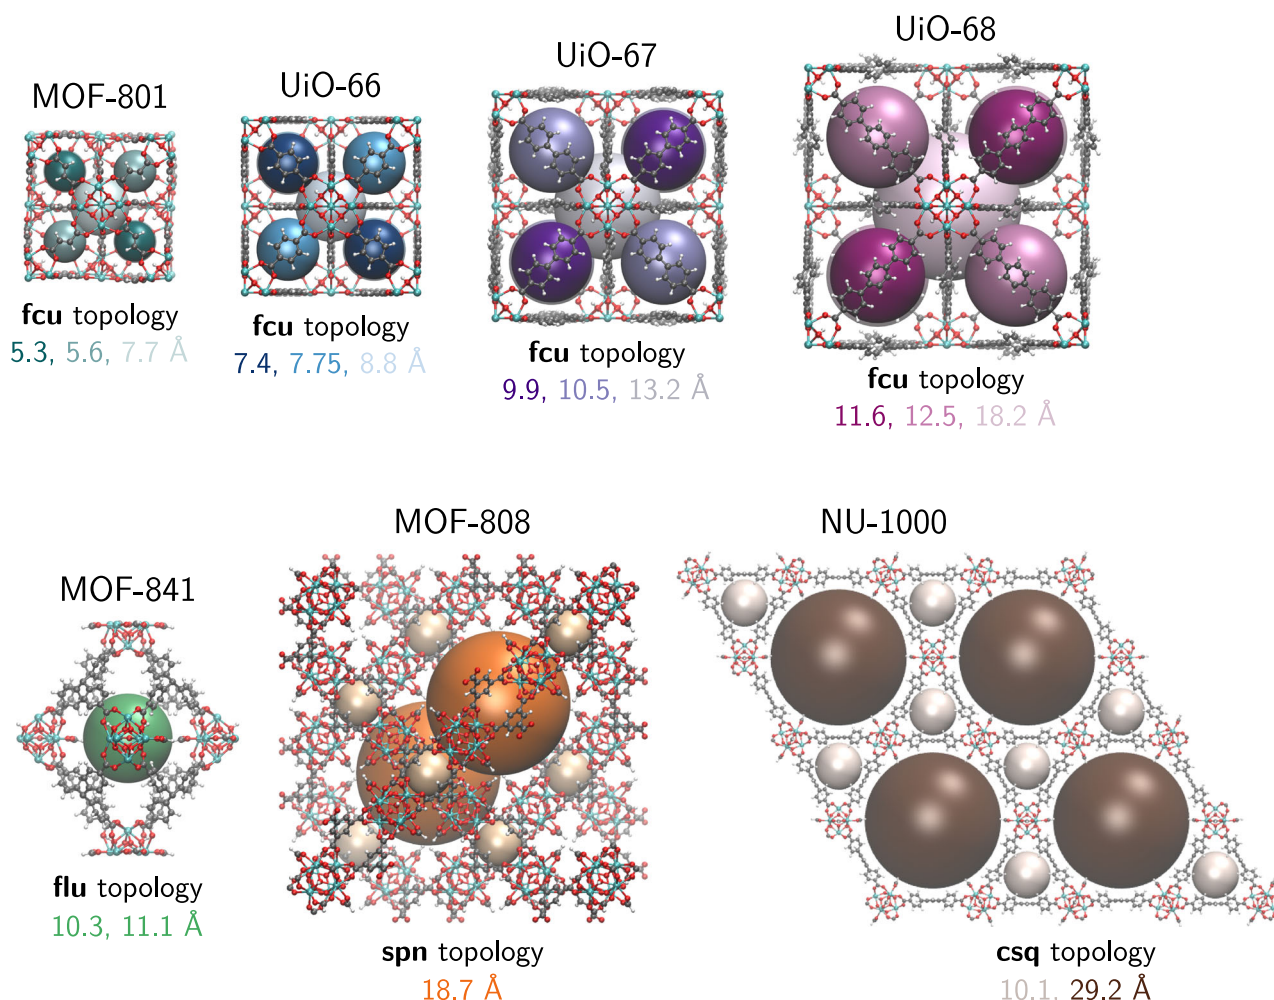 MOF-801
fcu topology
5.3, 5.6, 7.7 Å
UiO-66
fcu topology
7.4, 7.75, 8.8 Å
UiO-67
fcu topology
9.9, 10.5, 13.2 Å
UiO-68
fcu topology
11.6, 12.5, 18.2 Å
MOF-841
flu topology
10.3, 11.1 Å
MOF-808
spn topology
18.7 Å
NU-1000
csq topology
10.1. 29.2 Å